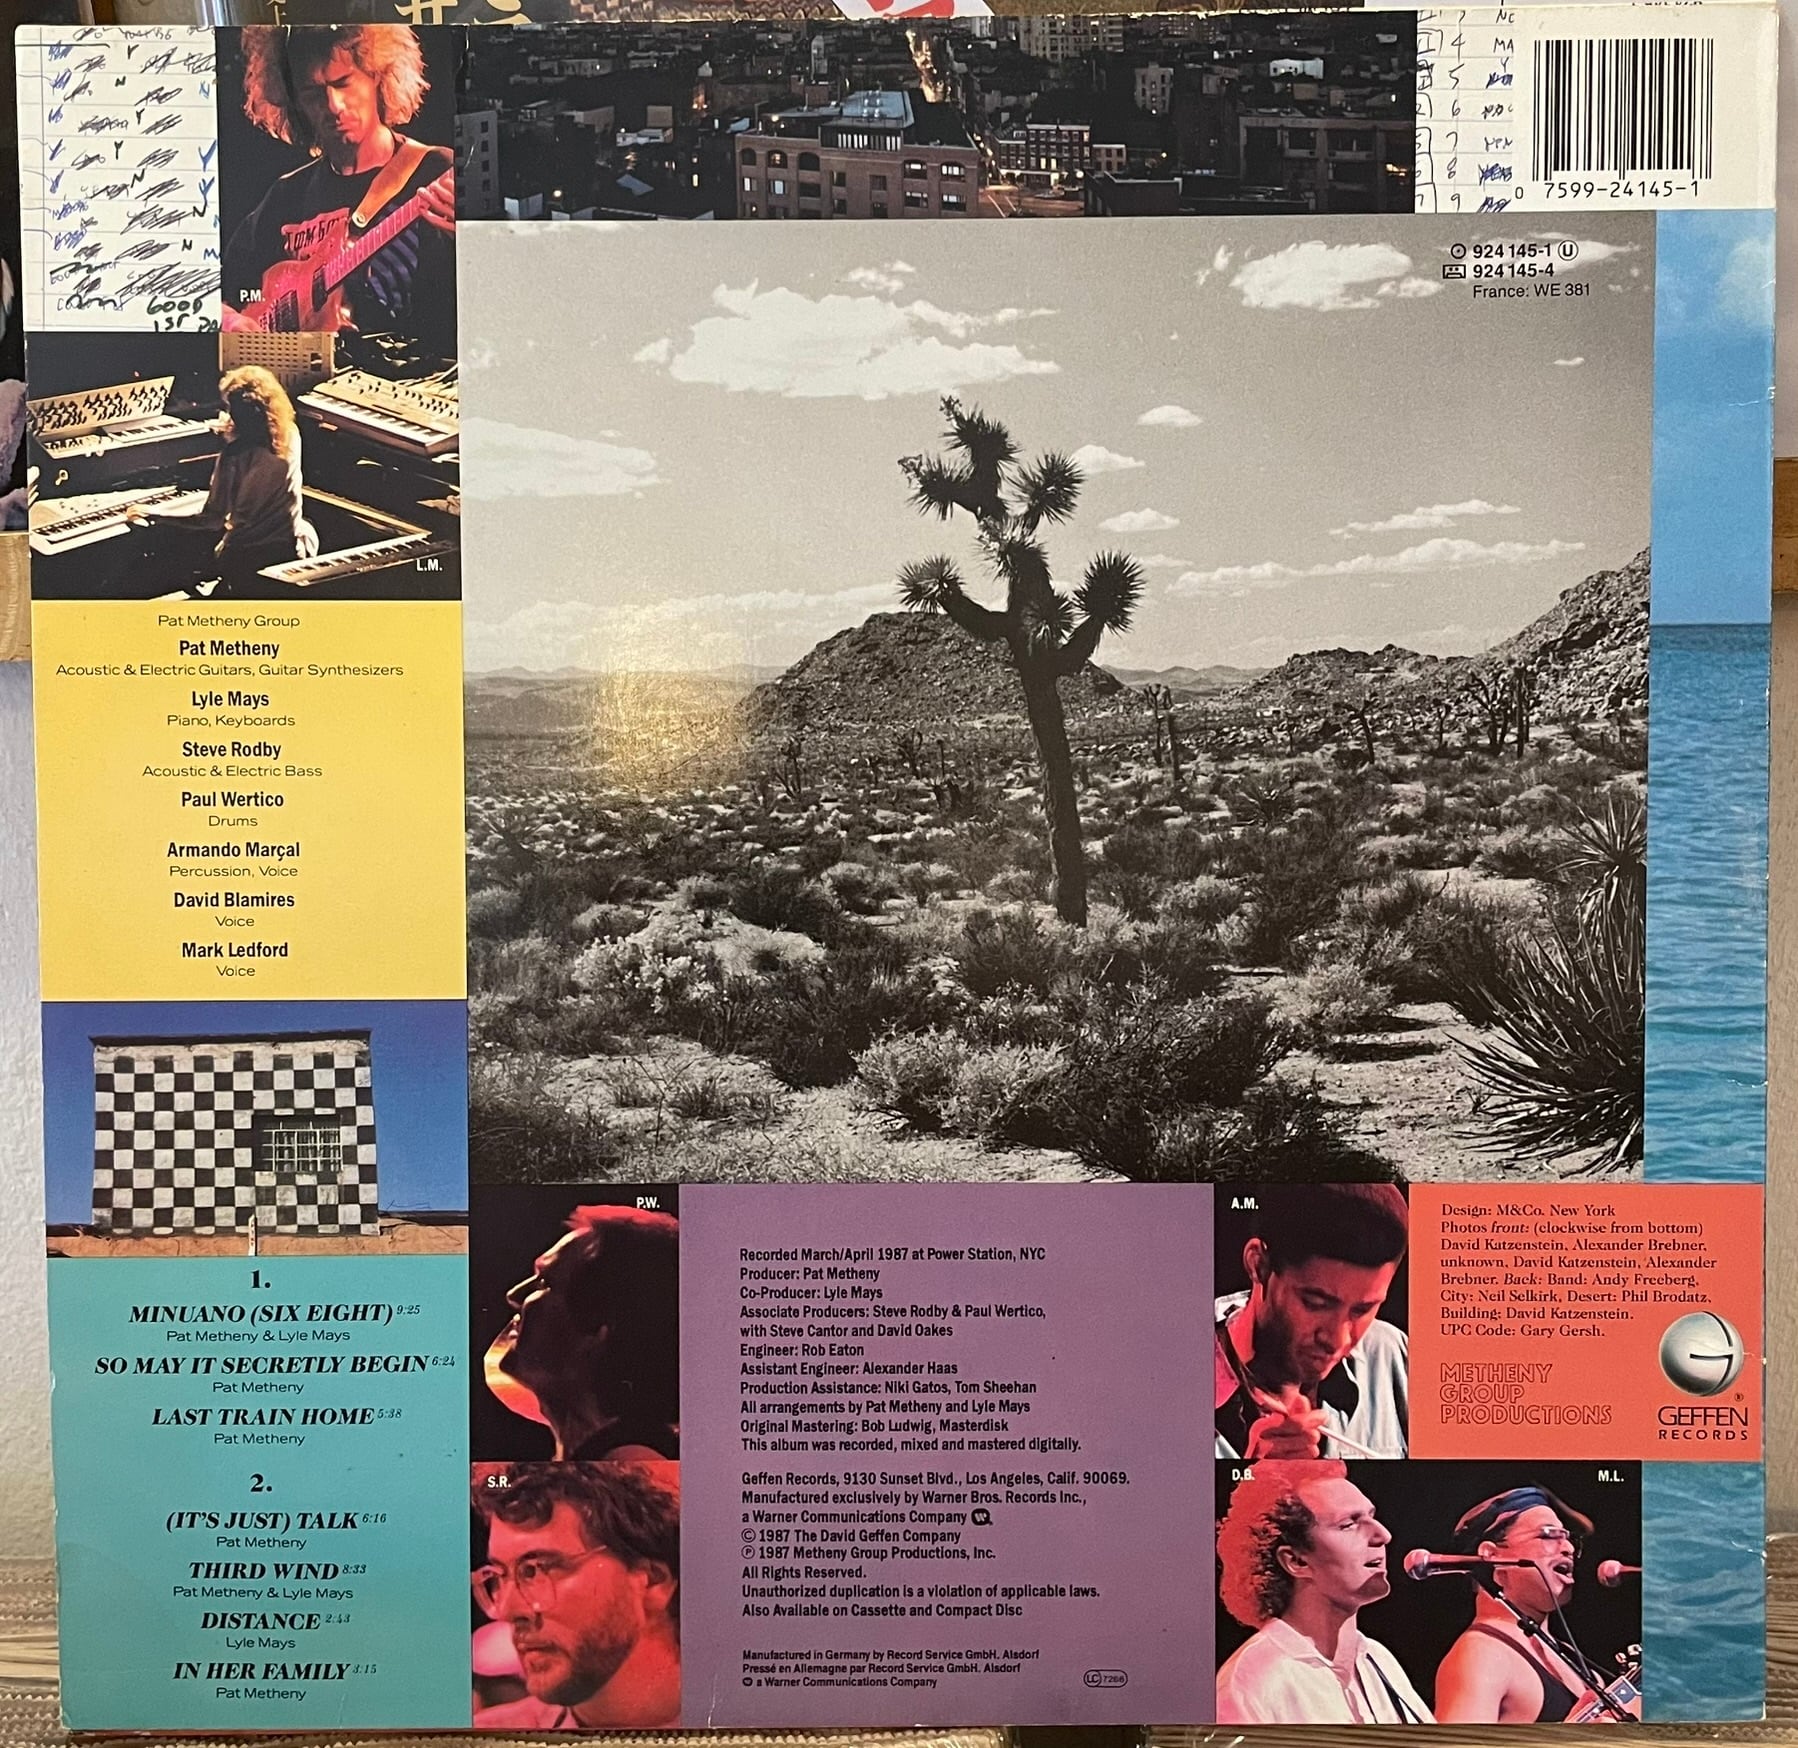 GOOD
1ST
P.M.
4 MA
5
6
7
8
9
0 7599-24145-1
924 145-1 U
924 145-4
France: WE 381
L.M.
Pat Metheny Group
Pat Metheny
Acoustic & Electric Guitars, Guitar Synthesizers
Lyle Mays
Piano, Keyboards
Steve Rodby
Acoustic & Electric Bass
Paul Wertico
Drums
Armando Marçal
Percussion, Voice
David Blamires
Voice
Mark Ledford
Voice
1.
MINUANO (SIX EIGHT) 9:25
Pat Metheny & Lyle Mays
SO MAY IT SECRETLY BEGIN 6:24
Pat Metheny
LAST TRAIN HOME 5:38
Pat Metheny
2.
(IT'S JUST) TALK 6:16
Pat Metheny
THIRD WIND 8:33
Pat Metheny & Lyle Mays
DISTANCE 2:43
Lyle Mays
IN HER FAMILY 3:15
Pat Metheny
P.W.
S.R.
Recorded March/April 1987 at Power Station, NYC
Producer: Pat Metheny
Co-Producer: Lyle Mays
Associate Producers: Steve Rodby & Paul Wertico,
with Steve Cantor and David Oakes
Engineer: Rob Eaton
Assistant Engineer: Alexander Haas
Production Assistance: Niki Gatos, Tom Sheehan
All arrangements by Pat Metheny and Lyle Mays
Original Mastering: Bob Ludwig, Masterdisk
This album was recorded, mixed and mastered digitally.
Geffen Records, 9130 Sunset Blvd., Los Angeles, Calif. 90069.
Manufactured exclusively by Warner Bros. Records Inc.,
a Warner Communications Company
© 1987 The David Geffen Company
℗ 1987 Metheny Group Productions, Inc.
All Rights Reserved.
Unauthorized duplication is a violation of applicable laws.
Also Available on Cassette and Compact Disc
Manufactured in Germany by Record Service GmbH. Alsdorf
Pressé en Allemagne par Record Service GmbH. Alsdorf
a Warner Communications Company
LC 7266
A.M.
D.B.
M.L.
Design: M&Co. New York
Photos front: (clockwise from bottom)
David Katzenstein, Alexander Brebner,
unknown, David Katzenstein, Alexander
Brebner. Back: Band: Andy Freeberg,
City: Neil Selkirk, Desert: Phil Brodatz,
Building: David Katzenstein.
UPC Code: Gary Gersh.
METHENY
GROUP
PRODUCTIONS
®
GEFFEN
RECORDS